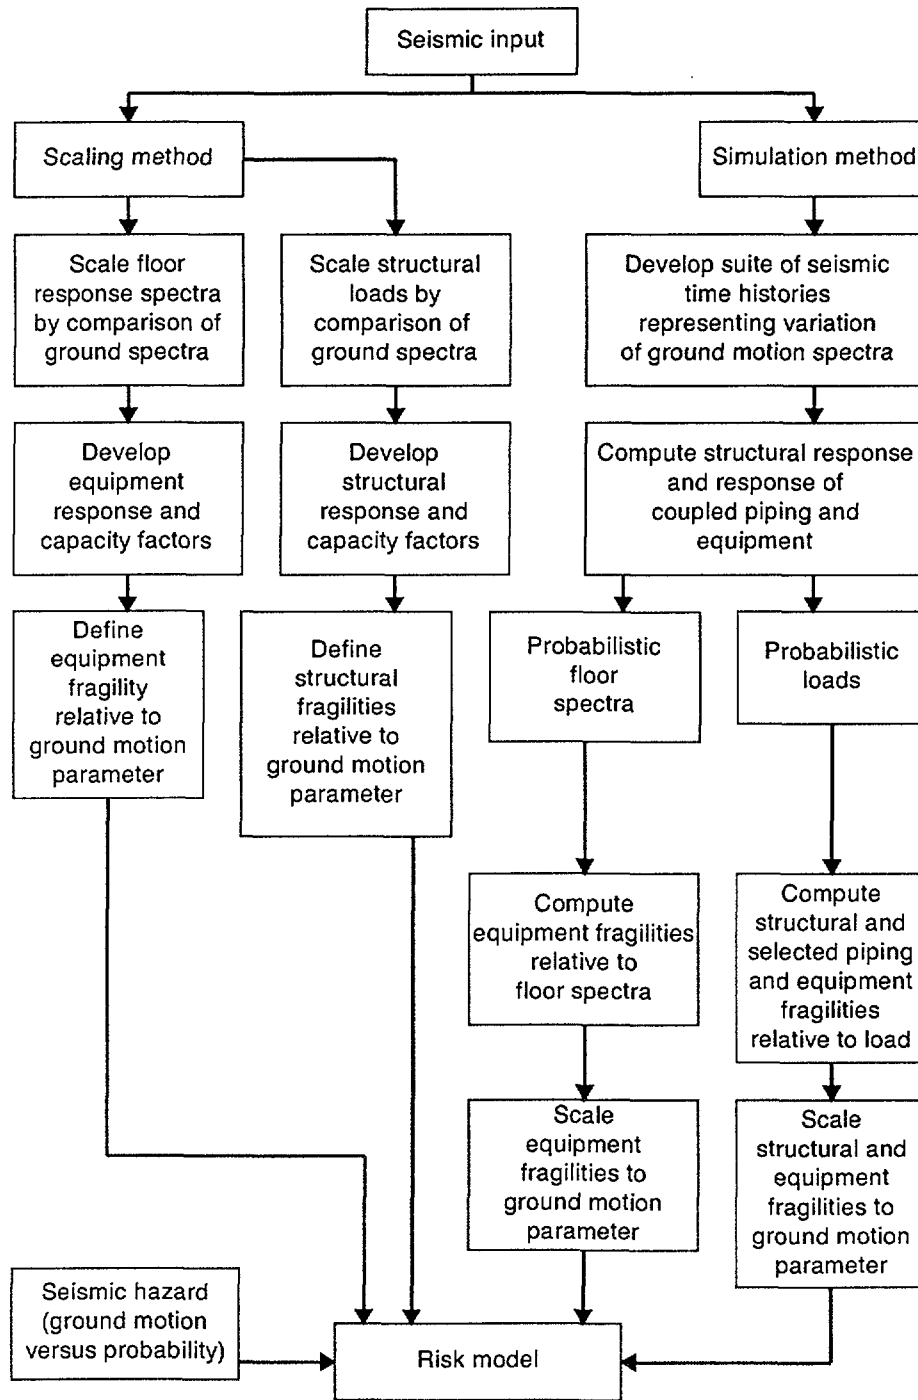 Seismic input
Scaling method
Simulation method
Scale floor
response spectra
by comparison of
ground spectra
Scale structural
loads by
comparison of
ground spectra
Develop suite of seismic
time histories
representing variation
of ground motion spectra
Develop
equipment
response and
capacity factors
Develop
structural
response and
capacity factors
Compute structural response
and response of
coupled piping and
equipment
Define
equipment
fragility
relative to
ground motion
parameter
Define
structural
fragilities
relative to
ground motion
parameter
Probabilistic
floor
spectra
Probabilistic
loads
Compute
equipment fragilities
relative to
floor spectra
Compute
structural and
selected piping
and equipment
fragilities
relative to load
Scale
equipment
fragilities to
ground motion
parameter
Scale
structural and
equipment
fragilities to
ground motion
parameter
Seismic hazard
(ground motion
versus probability)
Risk model